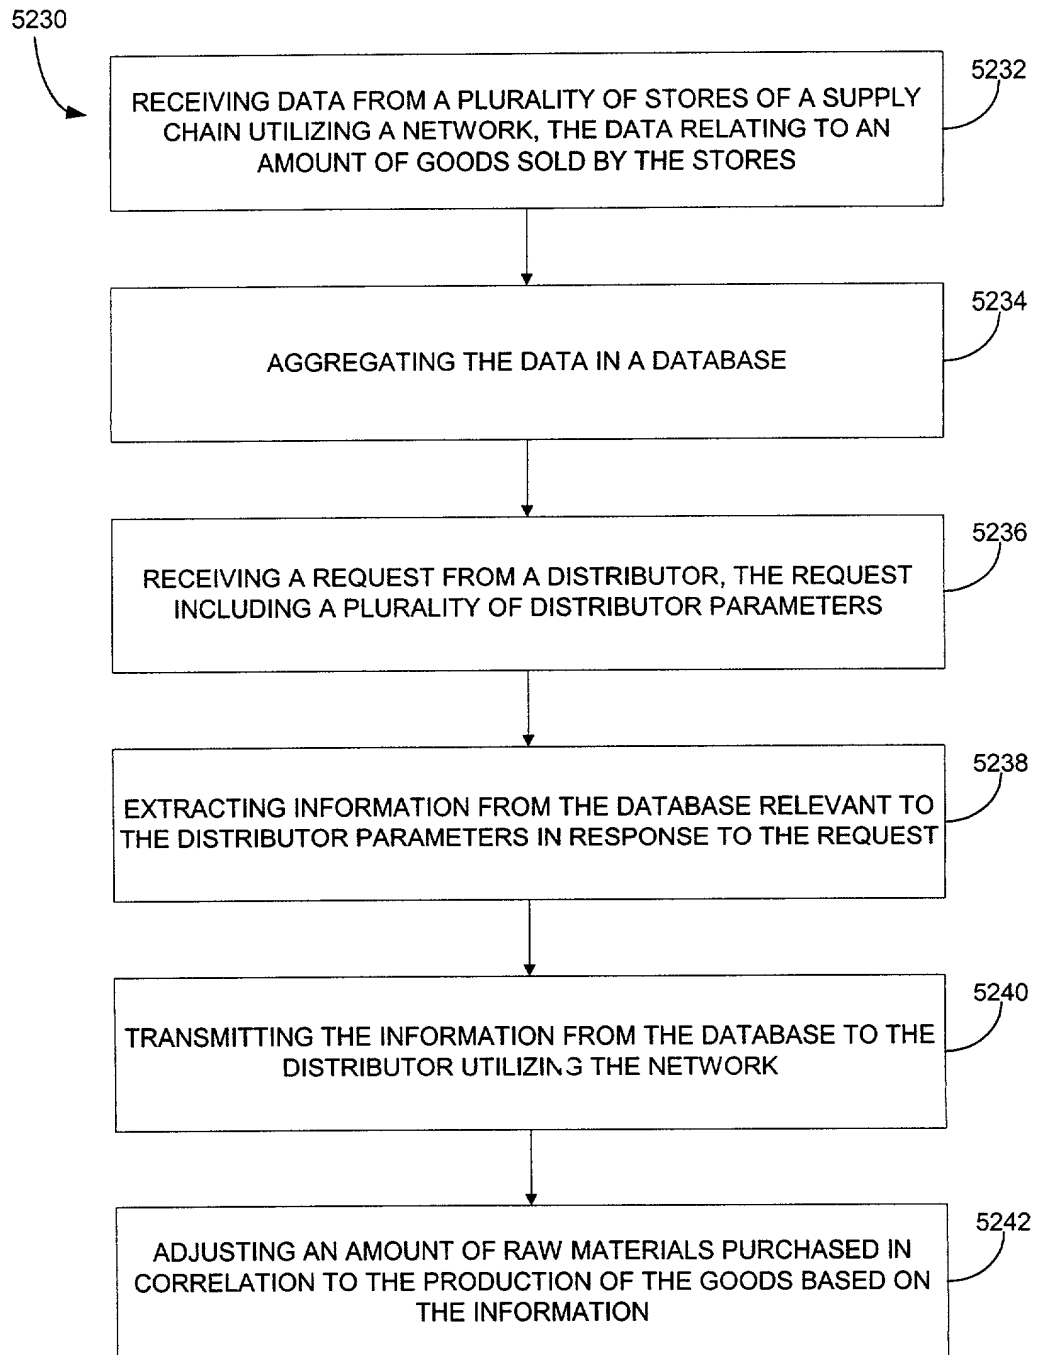 5230
5232
RECEIVING DATA FROM A PLURALITY OF STORES OF A SUPPLY
CHAIN UTILIZING A NETWORK, THE DATA RELATING TO AN
AMOUNT OF GOODS SOLD BY THE STORES
5234
AGGREGATING THE DATA IN A DATABASE
5236
RECEIVING A REQUEST FROM A DISTRIBUTOR, THE REQUEST
INCLUDING A PLURALITY OF DISTRIBUTOR PARAMETERS
5238
EXTRACTING INFORMATION FROM THE DATABASE RELEVANT TO
THE DISTRIBUTOR PARAMETERS IN RESPONSE TO THE REQUEST
5240
TRANSMITTING THE INFORMATION FROM THE DATABASE TO THE
DISTRIBUTOR UTILIZING THE NETWORK
5242
ADJUSTING AN AMOUNT OF RAW MATERIALS PURCHASED IN
CORRELATION TO THE PRODUCTION OF THE GOODS BASED ON
THE INFORMATION